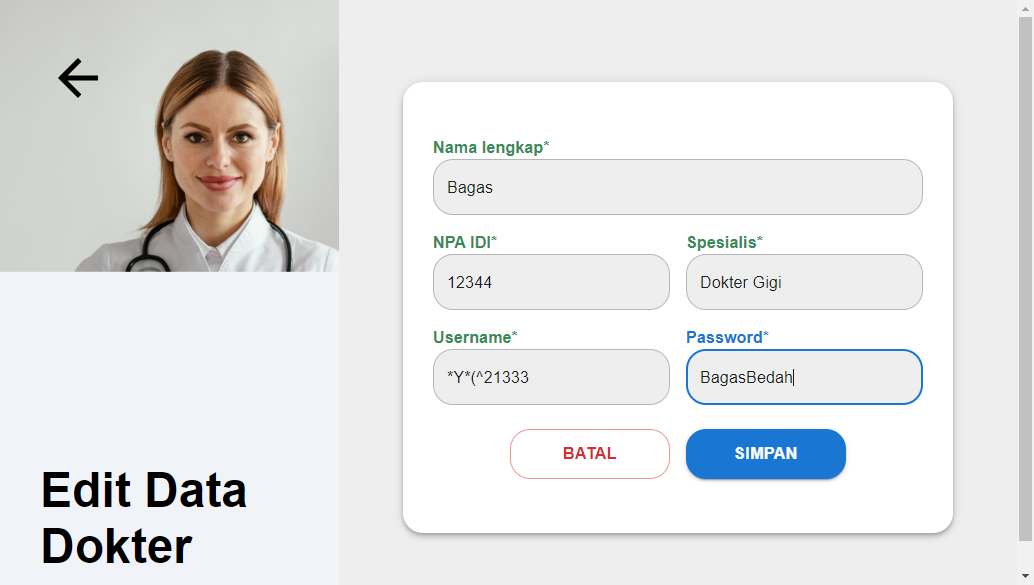 Nama lengkap*
Bagas
NPA IDI*
Spesialis*
12344
Dokter Gigi
Username*
Password*
*Y*(^21333
BagasBedah
BATAL
SIMPAN
Edit Data
Dokter